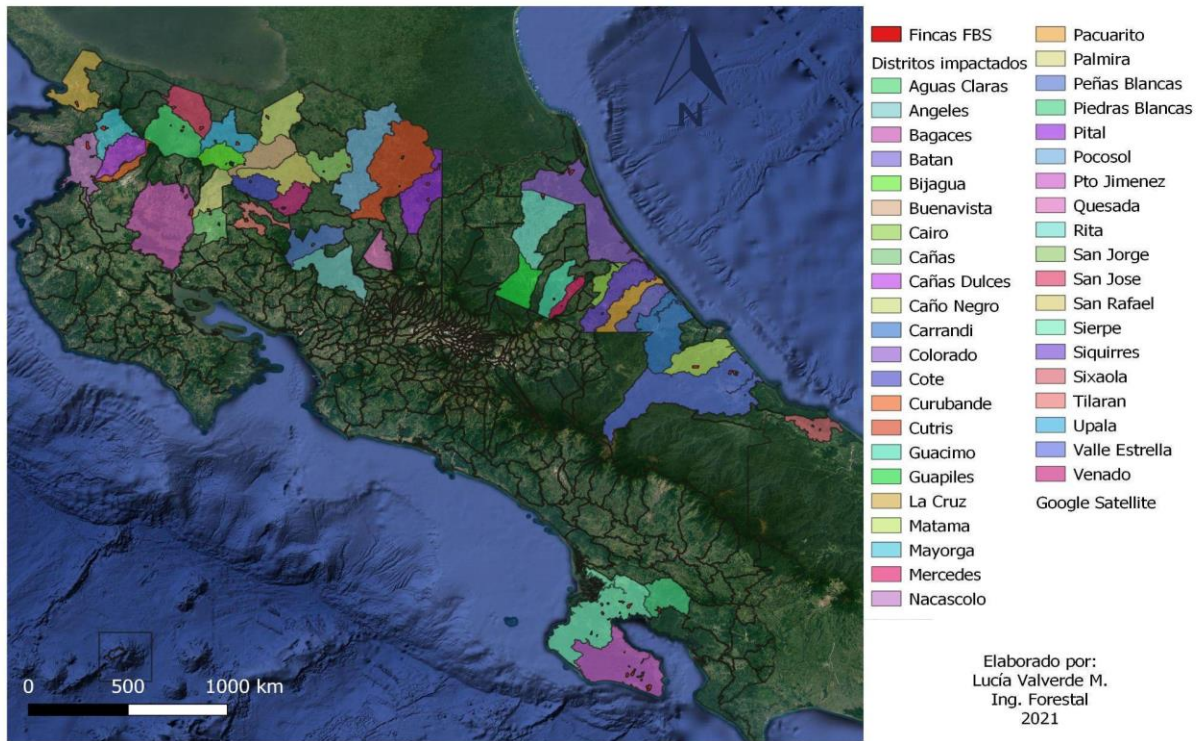 N
0 500 1000 km
Fincas FBS
Distritos impactados
Aguas Claras
Angeles
Bagaces
Batan
Bijagua
Buenavista
Cairo
Cañas
Cañas Dulces
Caño Negro
Carrandi
Colorado
Cote
Curubande
Cutris
Guacimo
Guapiles
La Cruz
Matama
Mayorga
Mercedes
Nacascolo
Pacuarito
Palmira
Peñas Blancas
Piedras Blancas
Pital
Pocosol
Pto Jimenez
Quesada
Rita
San Jorge
San Jose
San Rafael
Sierpe
Siquirres
Sixaola
Tilaran
Upala
Valle Estrella
Venado
Google Satellite
Elaborado por:
Lucía Valverde M.
Ing. Forestal
2021